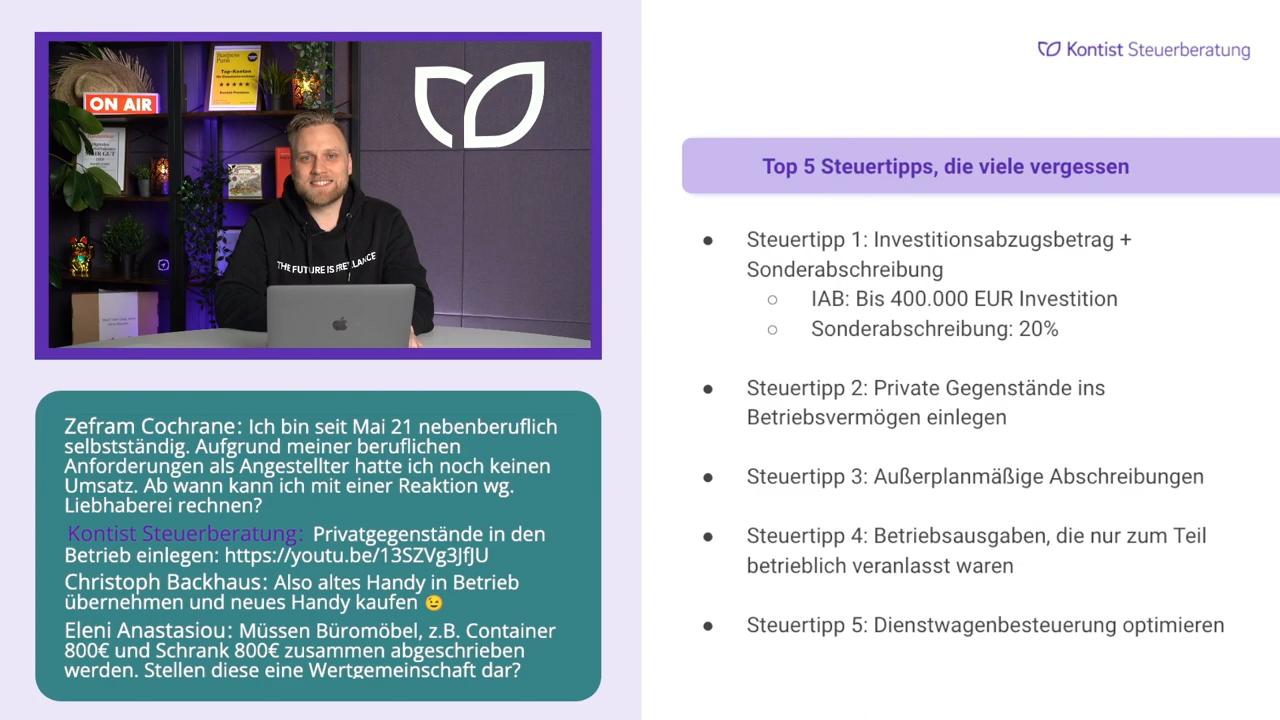 ON AIR
Business
Punk
Top-Konten
THE FUTURE IS FREELANCE
Zefram Cochrane: Ich bin seit Mai 21 nebenberuflich
selbstständig. Aufgrund meiner beruflichen
Anforderungen als Angestellter hatte ich noch keinen
Umsatz. Ab wann kann ich mit einer Reaktion wg.
Liebhaberei rechnen?
Kontist Steuerberatung: Privatgegenstände in den
Betrieb einlegen: https://youtu.be/13SZVg3JfJU
Christoph Backhaus: Also altes Handy in Betrieb
übernehmen und neues Handy kaufen 😉
Eleni Anastasiou: Müssen Büromöbel, z.B. Container
800€ und Schrank 800€ zusammen abgeschrieben
werden. Stellen diese eine Wertgemeinschaft dar?
Kontist Steuerberatung
Top 5 Steuertipps, die viele vergessen
● Steuertipp 1: Investitionsabzugsbetrag +
Sonderabschreibung
○ IAB: Bis 400.000 EUR Investition
○ Sonderabschreibung: 20%
● Steuertipp 2: Private Gegenstände ins
Betriebsvermögen einlegen
● Steuertipp 3: Außerplanmäßige Abschreibungen
● Steuertipp 4: Betriebsausgaben, die nur zum Teil
betrieblich veranlasst waren
● Steuertipp 5: Dienstwagenbesteuerung optimieren